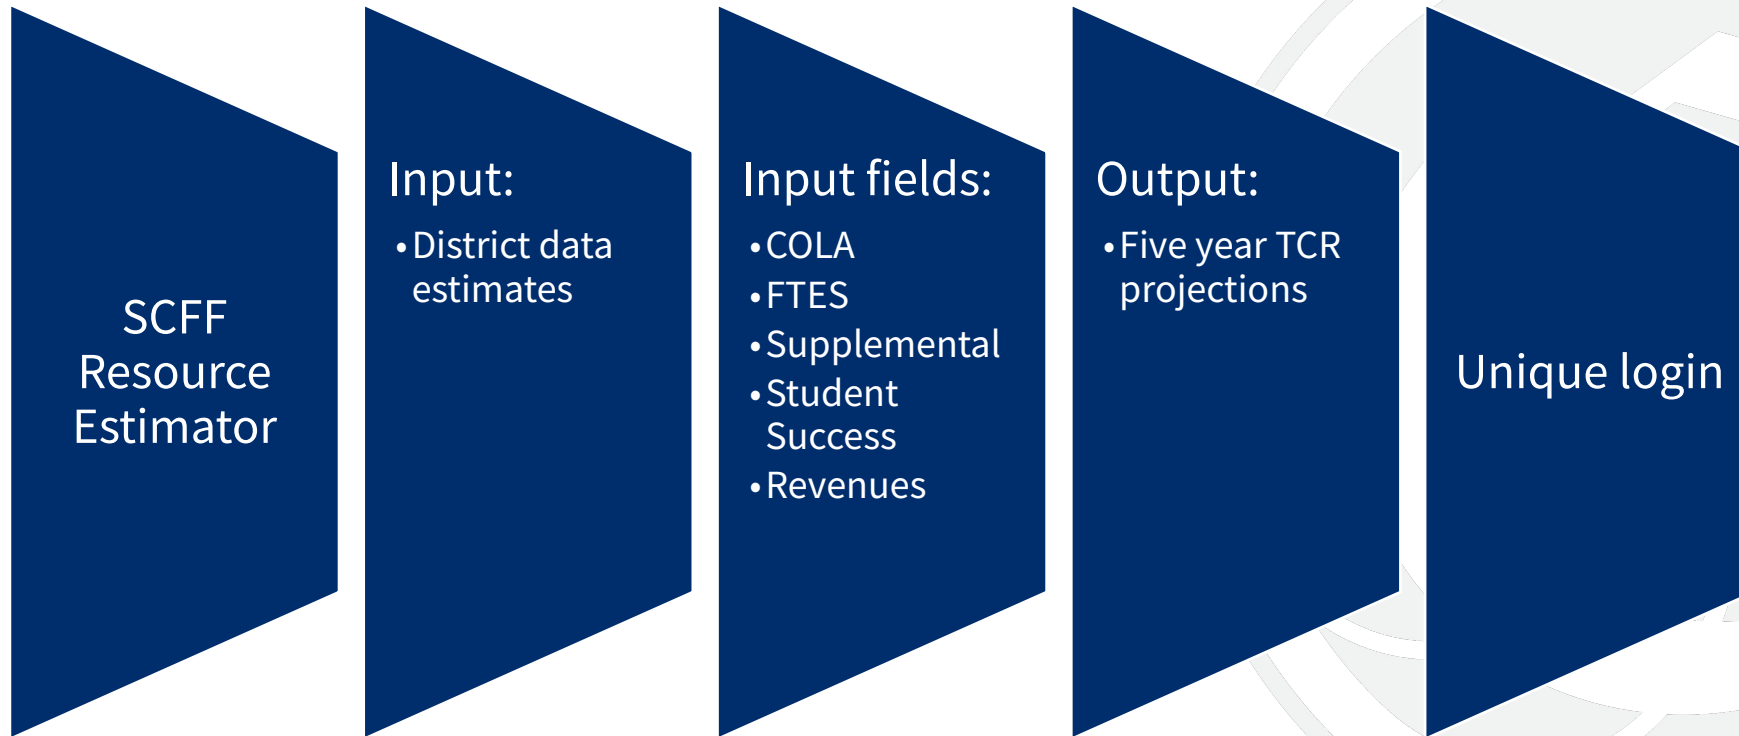 SCFF
Resource
Estimator
Input:
•District data
estimates
Input fields:
•COLA
•FTES
•Supplemental
•Student
Success
•Revenues
Output:
•Five year TCR
projections
Unique login